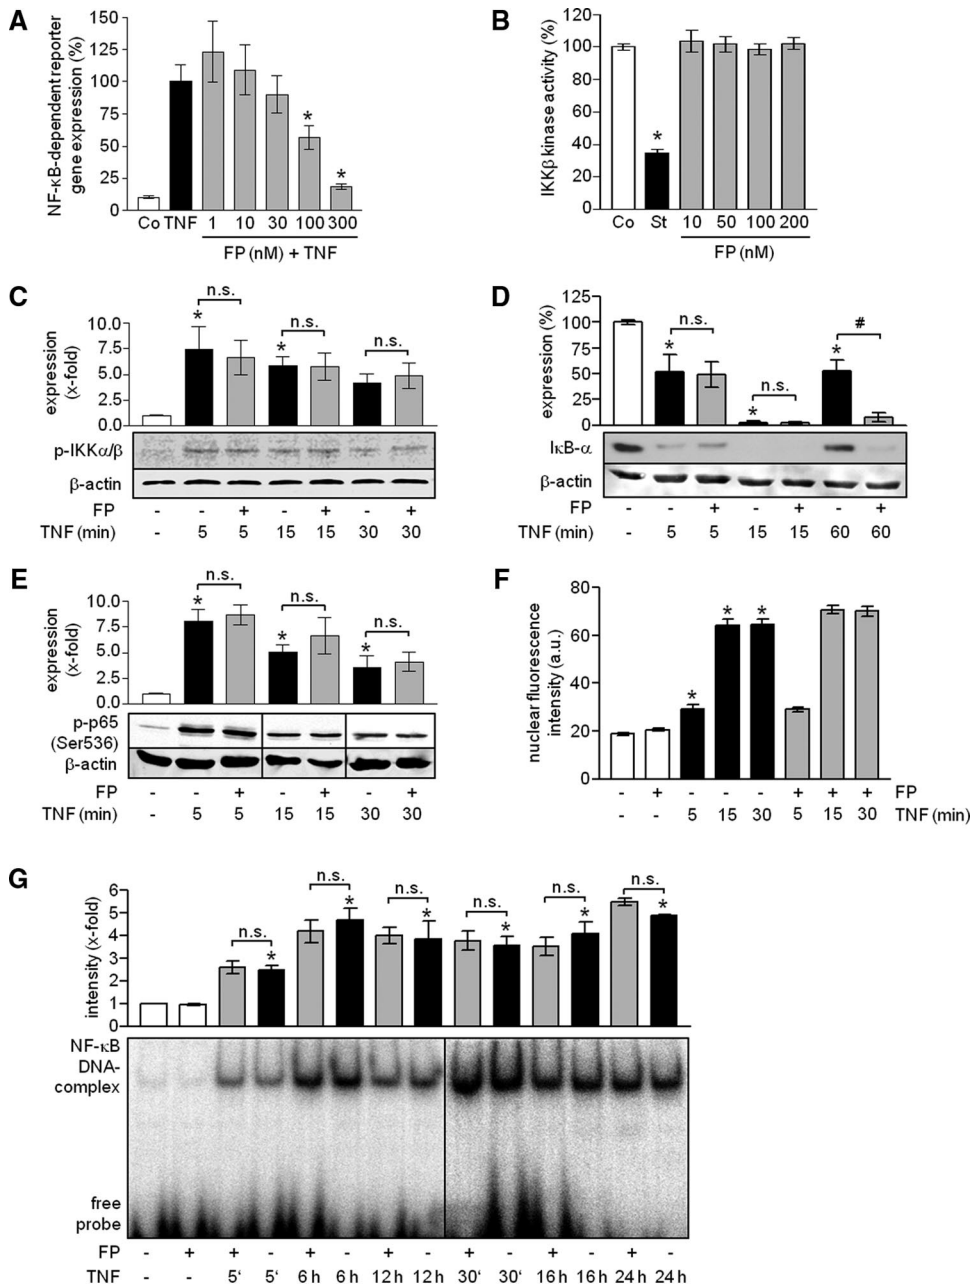 A
NF-κB-dependent reporter
gene expression (%)
150
125
100
75
50
25
0
* *
Co TNF 1 10 30 100 300
FP (nM) + TNF
B
IKKβ kinase activity (%)
120
100
80
60
40
20
0
*
Co St 10 50 100 200
FP (nM)
C
expression
(x-fold)
10.0
7.5
5.0
2.5
0.0
n.s. n.s. n.s.
* *
p-IKKα/β
β-actin
FP - - + - + - +
TNF (min) - 5 5 15 15 30 30
D
expression (%)
125
100
75
50
25
0
n.s. n.s. #
* * *
IκB-α
β-actin
FP - - + - + - +
TNF (min) - 5 5 15 15 60 60
E
expression
(x-fold)
10.0
7.5
5.0
2.5
0.0
n.s. n.s. n.s.
* * *
p-p65
(Ser536)
β-actin
FP - - + - + - +
TNF (min) - 5 5 15 15 30 30
F
nuclear fluorescence
intensity (a.u.)
80
60
40
20
0
* * *
- + - - - + + + FP
- - 5 15 30 5 15 30 TNF (min)
G
intensity (x-fold)
6
5
4
3
2
1
0
n.s. n.s. n.s. n.s. n.s. n.s.
* * * * * *
NF-κB
DNA-
complex
free
probe
FP - + + - + - + - + - + - + -
TNF - - 5‘ 5‘ 6 h 6 h 12 h 12 h 30‘ 30‘ 16 h 16 h 24 h 24 h